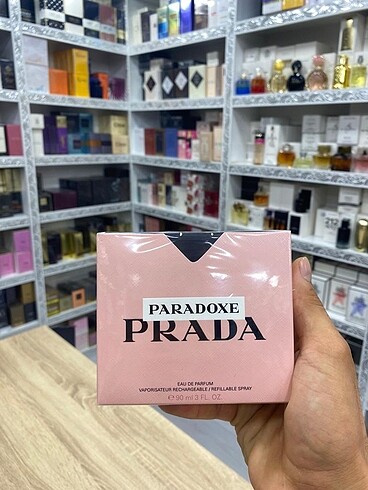 PARADOXE
PRADA
EAU DE PARFUM
VAPORISATEUR RECHARGEABLE / REFILLABLE SPRAY
℮ 90 ml 3 FL. OZ.